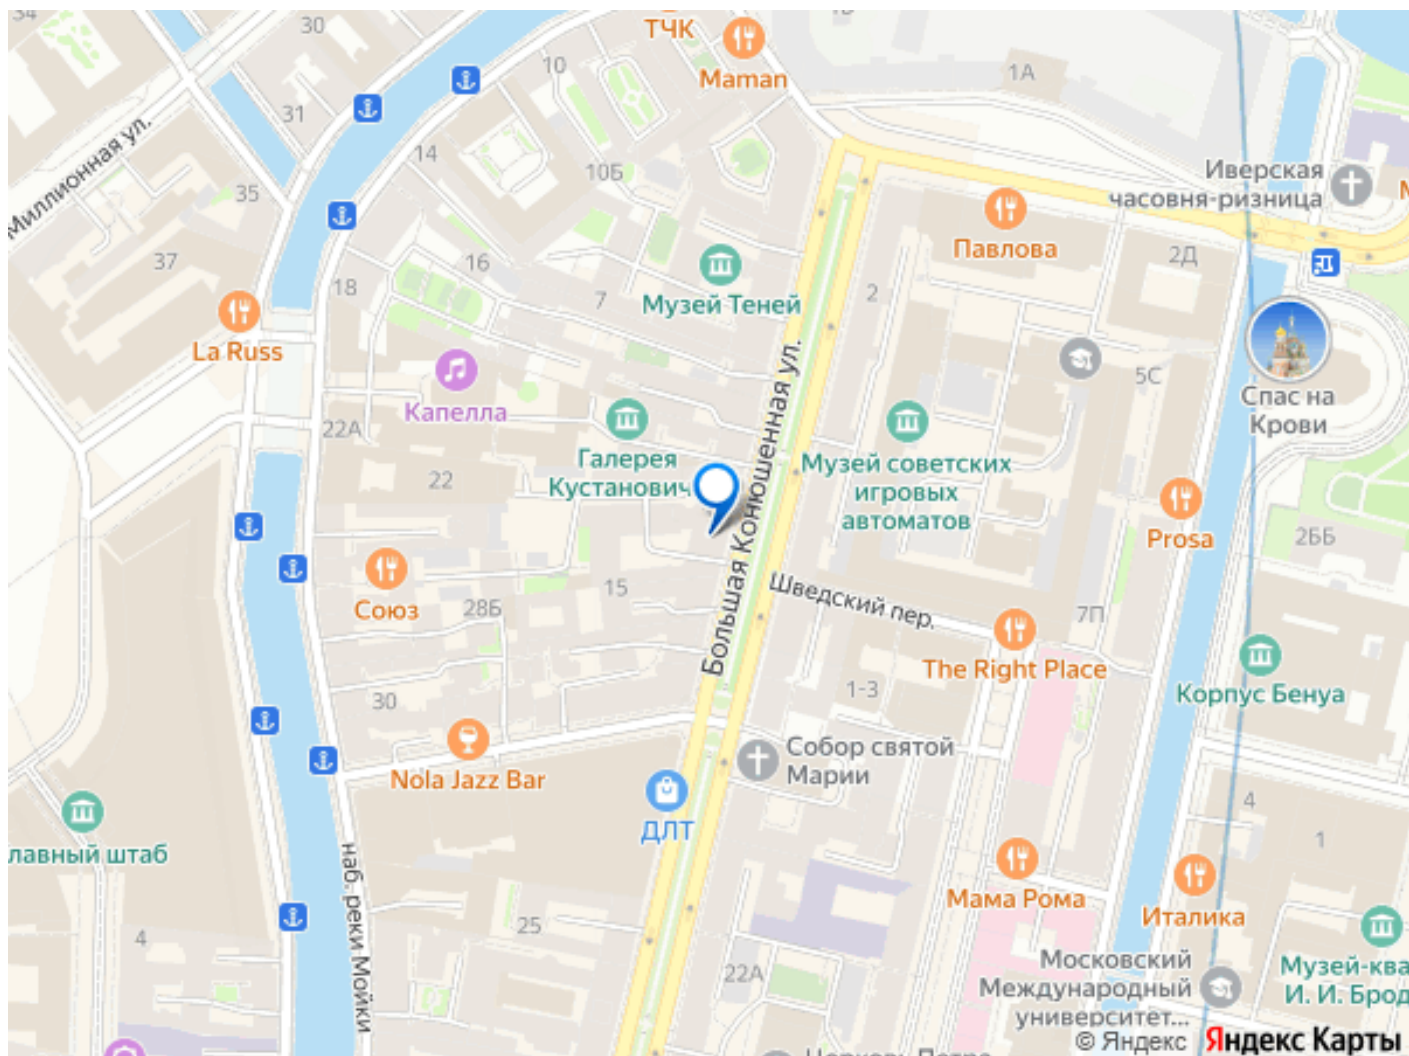 34
30
ТЧК
Maman
10
1А
31
14
Миллионная ул.
35
10Б
Иверская
часовня-ризница
Павлова
2Д
37
16
18
7
Музей Теней
2
La Russ
Капелла
5С
Спас на
Крови
22А
22
Галерея
Кустанович
Большая Конюшенная ул.
Музей советских
игровых
автоматов
Prosa
2ББ
Союз
28Б
15
Шведский пер.
7П
The Right Place
Корпус Бенуа
1-3
30
Nola Jazz Bar
Собор святой
Марии
ДЛТ
4
1
лавный штаб
наб. реки Мойки
Мама Рома
Италика
25
4
22А
Московский
Международный
университет...
Музей-ква
И. И. Брод
© Яндекс
Яндекс Карты